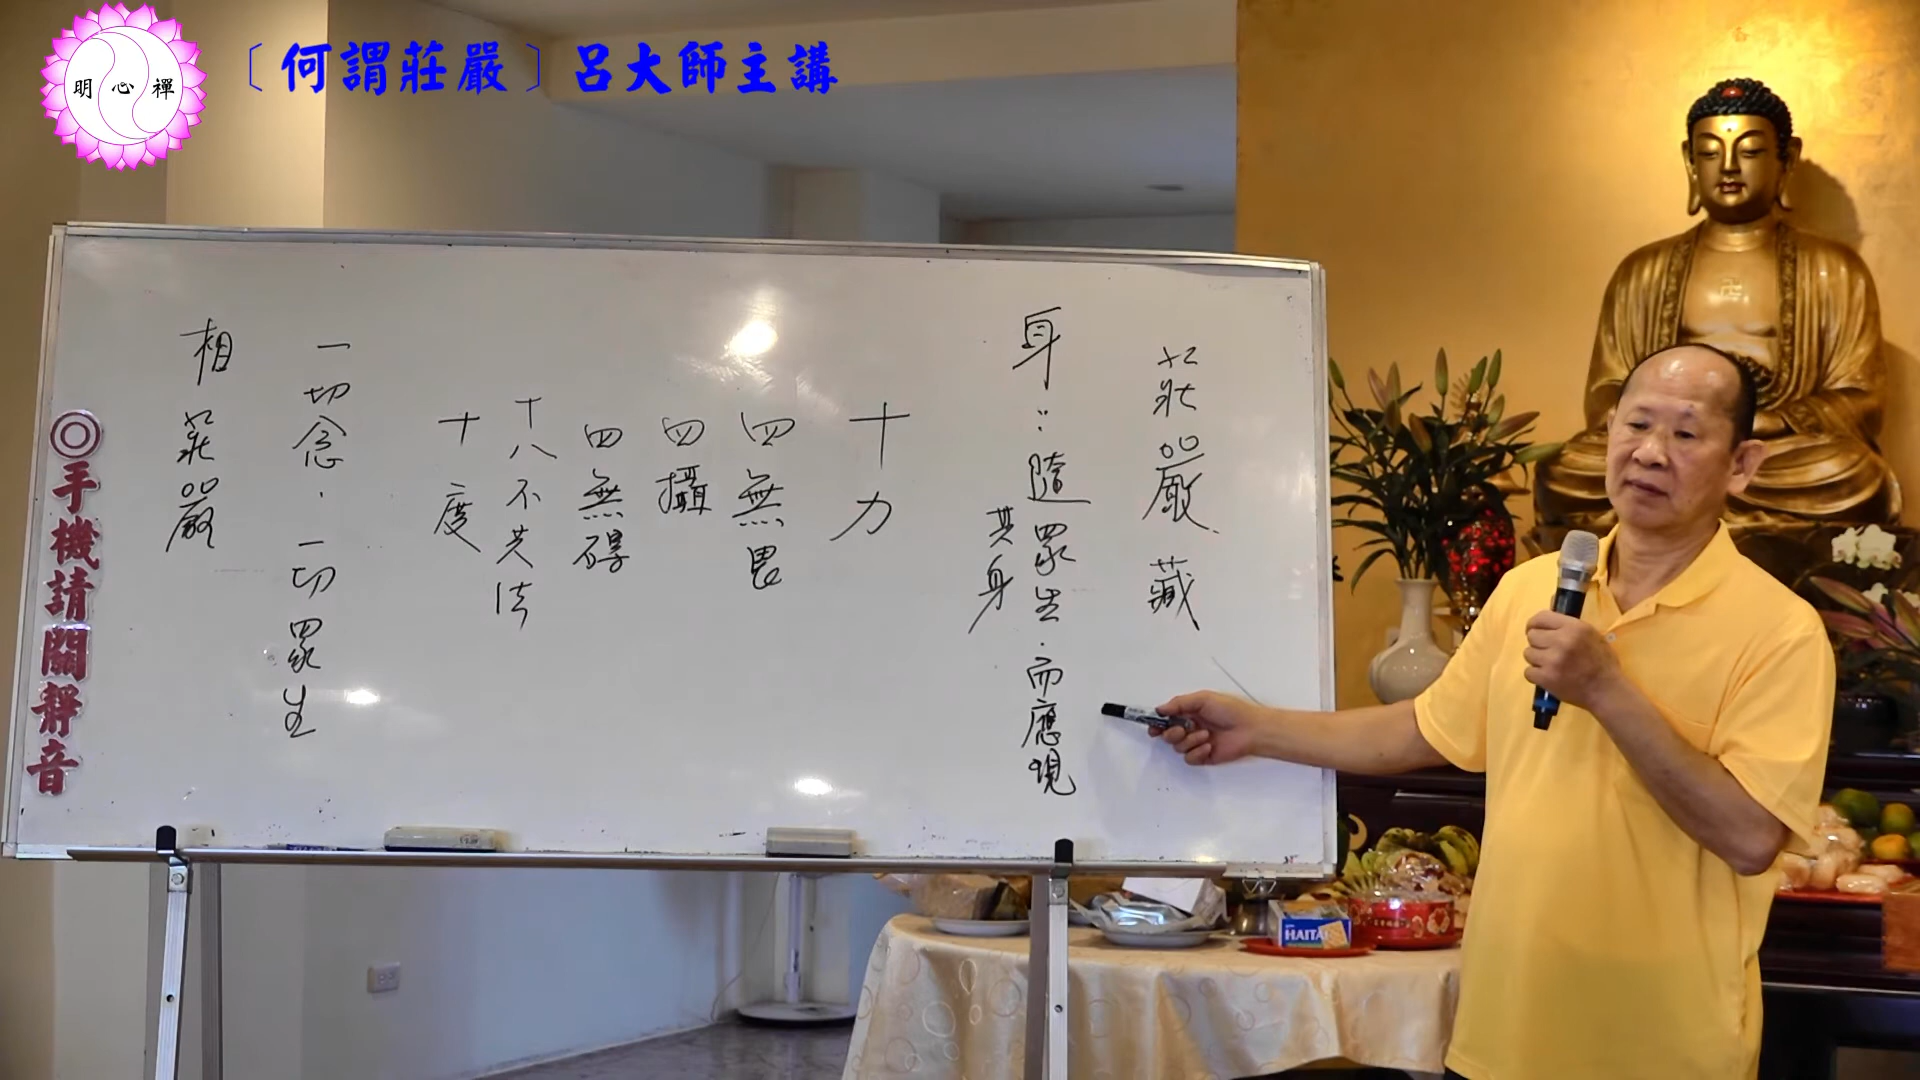 明心禪
〔何謂莊嚴〕呂大師主講
莊嚴藏
身：隨眾生．而應現
其身
十力
四無畏
四攝
四無礙
十八不共法
十度
一切念．一切眾生
相莊嚴
◎手機請關靜音
HAITAI